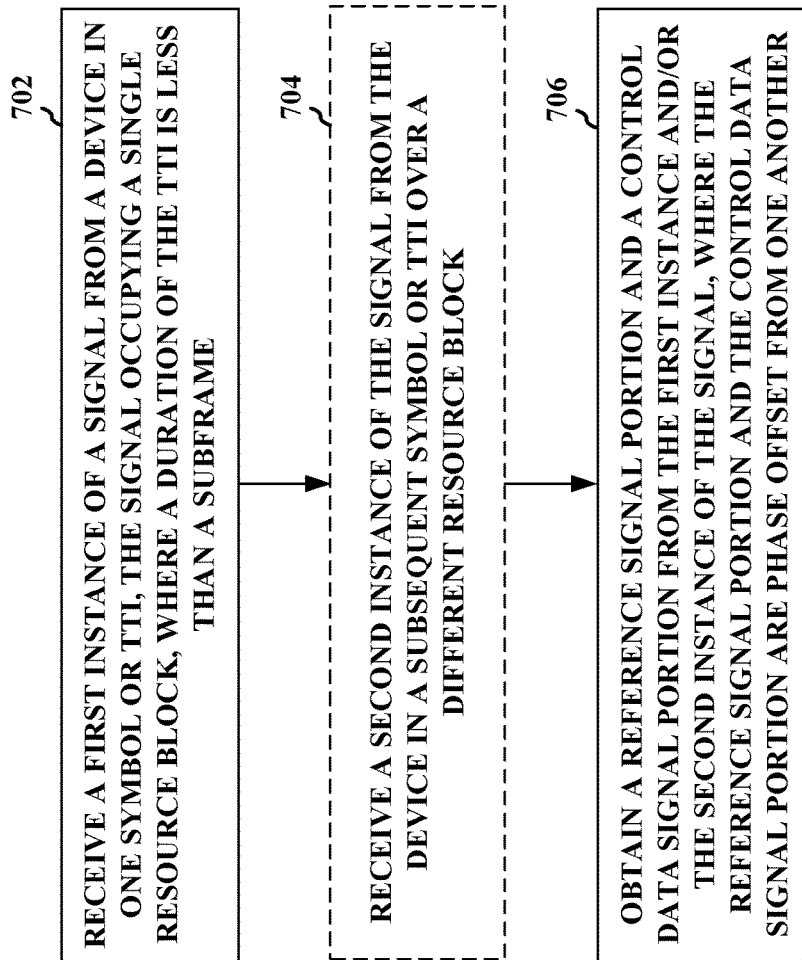 702
RECEIVE A FIRST INSTANCE OF A SIGNAL FROM A DEVICE IN
ONE SYMBOL OR TTI, THE SIGNAL OCCUPYING A SINGLE
RESOURCE BLOCK, WHERE A DURATION OF THE TTI IS LESS
THAN A SUBFRAME
704
RECEIVE A SECOND INSTANCE OF THE SIGNAL FROM THE
DEVICE IN A SUBSEQUENT SYMBOL OR TTI OVER A
DIFFERENT RESOURCE BLOCK
706
OBTAIN A REFERENCE SIGNAL PORTION AND A CONTROL
DATA SIGNAL PORTION FROM THE FIRST INSTANCE AND/OR
THE SECOND INSTANCE OF THE SIGNAL, WHERE THE
REFERENCE SIGNAL PORTION AND THE CONTROL DATA
SIGNAL PORTION ARE PHASE OFFSET FROM ONE ANOTHER